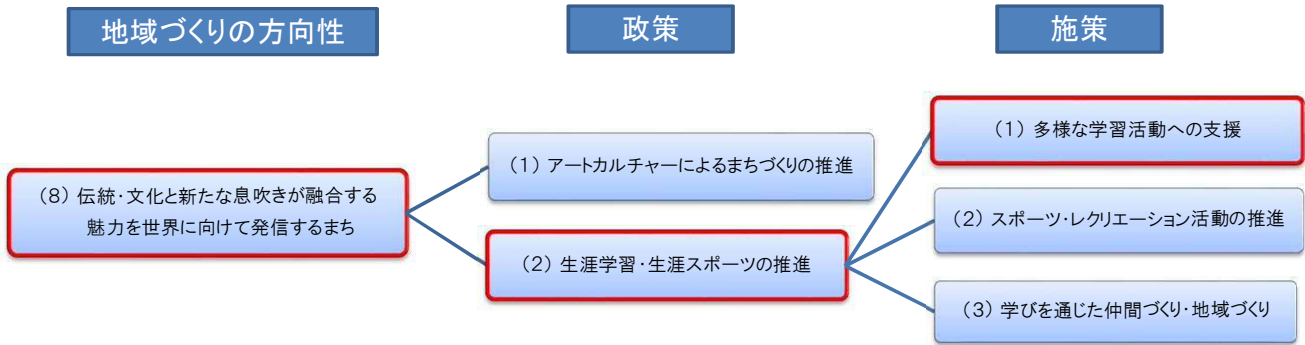 地域づくりの方向性
政策
施策
(8) 伝統・文化と新たな息吹きが融合する
魅力を世界に向けて発信するまち
(1) アートカルチャーによるまちづくりの推進
(2) 生涯学習・生涯スポーツの推進
(1) 多様な学習活動への支援
(2) スポーツ・レクリエーション活動の推進
(3) 学びを通じた仲間づくり・地域づくり